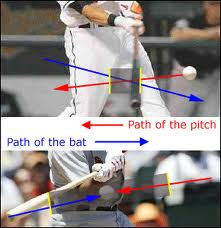 Path of the pitch
Path of the bat